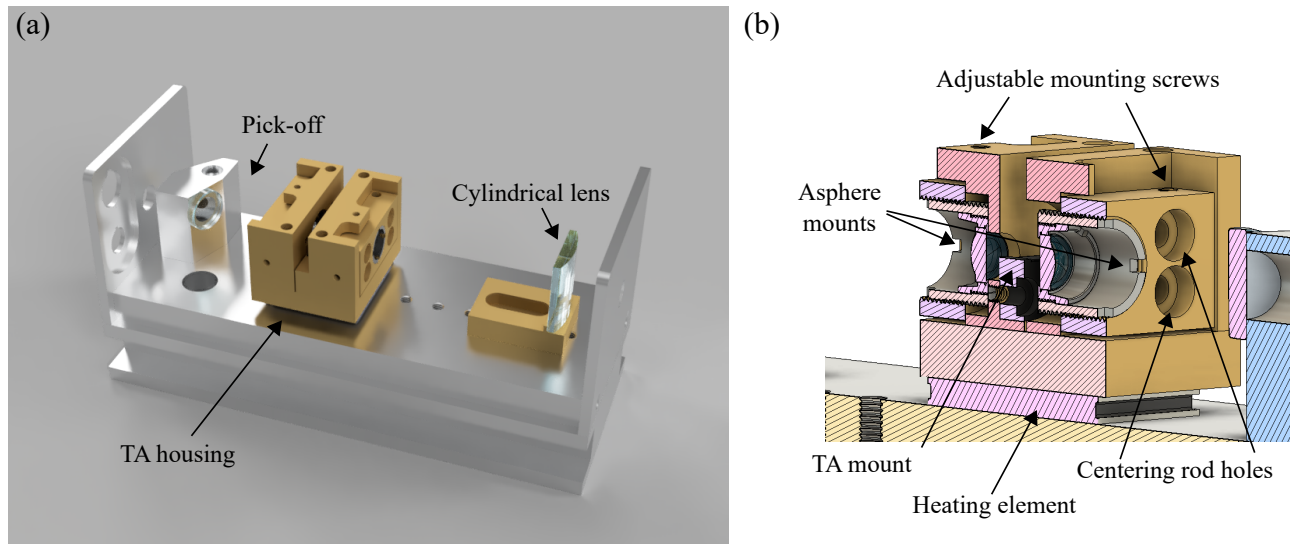 (a)
Pick-off
Cylindrical lens
TA housing
(b)
Adjustable mounting screws
Asphere
mounts
TA mount
Centering rod holes
Heating element